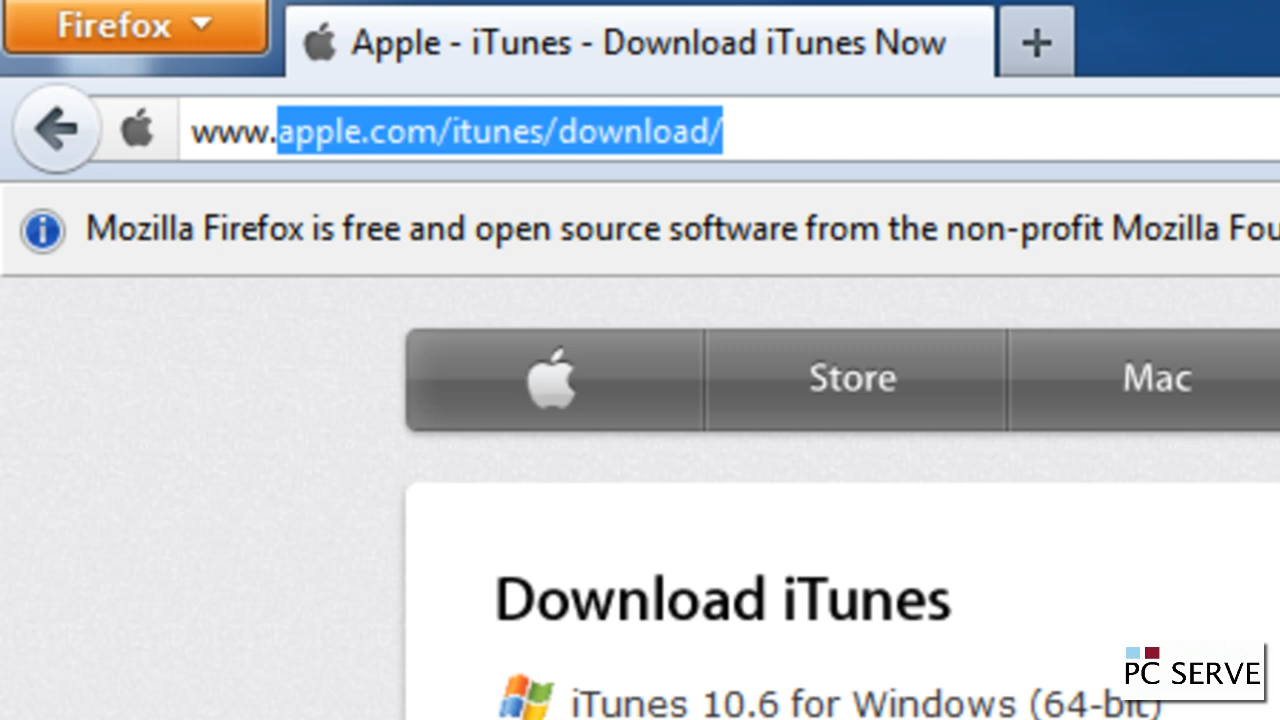 Firefox
Apple - iTunes - Download iTunes Now
www.apple.com/itunes/download/
Mozilla Firefox is free and open source software from the non-profit Mozilla Fou
Store
Mac
Download iTunes
iTunes 10.6 for Windows (64-bit)
PC SERVE